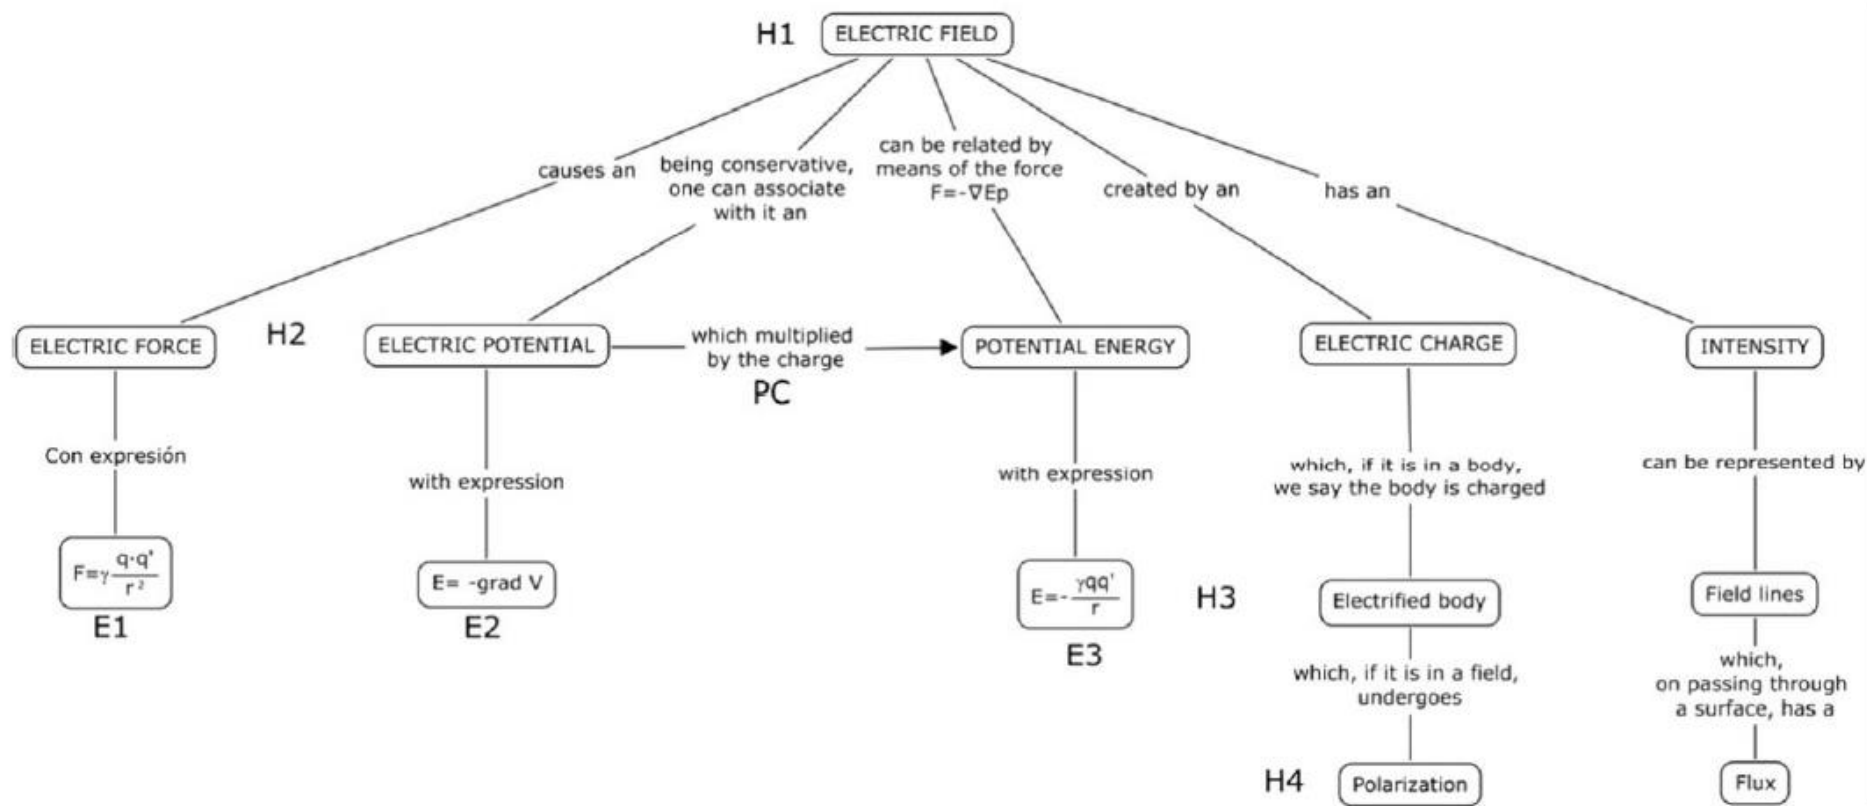 H1
ELECTRIC FIELD
causes an
being conservative,
one can associate
with it an
can be related by
means of the force
F=-∇Ep
created by an
has an
ELECTRIC FORCE
H2
ELECTRIC POTENTIAL
which multiplied
by the charge
PC
POTENTIAL ENERGY
ELECTRIC CHARGE
INTENSITY
Con expresión
with expression
with expression
which, if it is in a body,
we say the body is charged
can be represented by
F=γ q·q'/r²
E1
E= -grad V
E2
E=- γqq'/r
E3
H3
Electrified body
Field lines
which, if it is in a field,
undergoes
which,
on passing through
a surface, has a
H4
Polarization
Flux